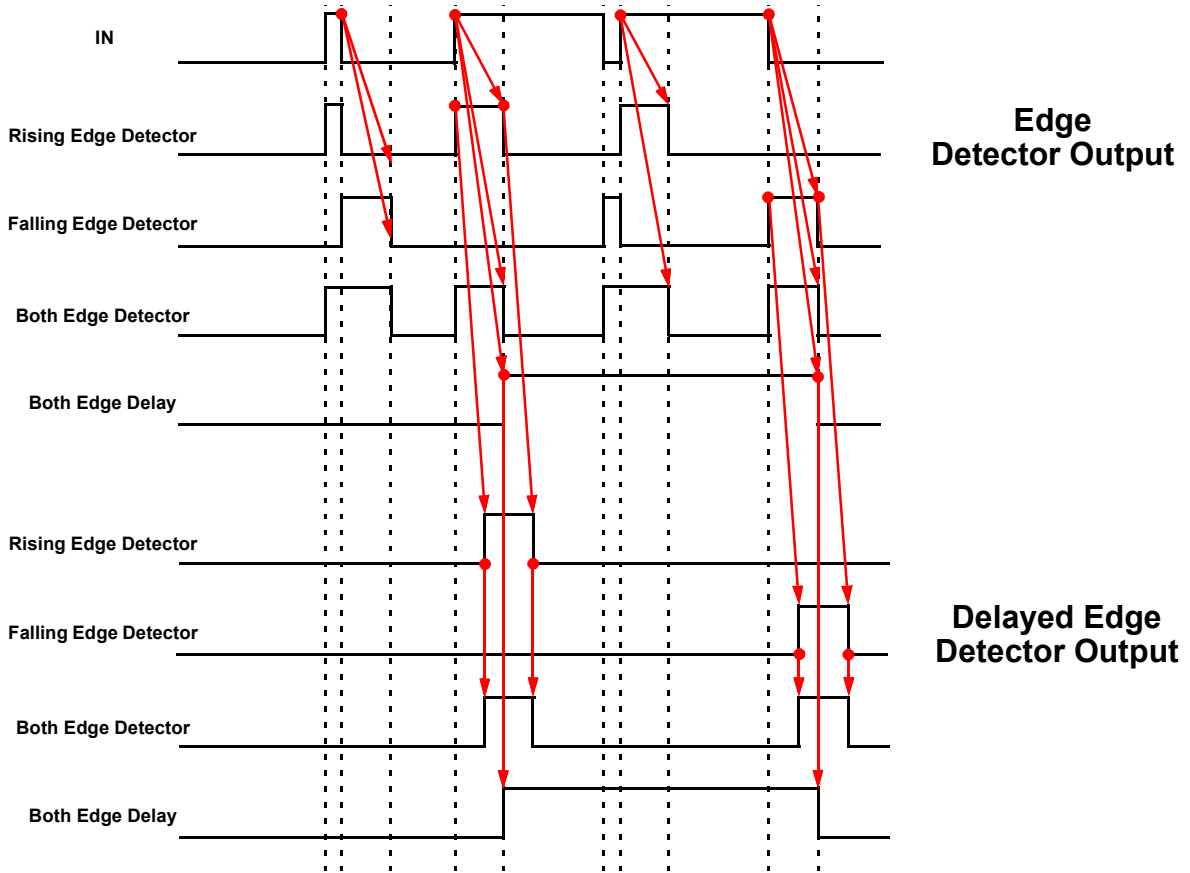 IN
Rising Edge Detector
Edge
Detector Output
Falling Edge Detector
Both Edge Detector
Both Edge Delay
Rising Edge Detector
Falling Edge Detector
Delayed Edge
Detector Output
Both Edge Detector
Both Edge Delay